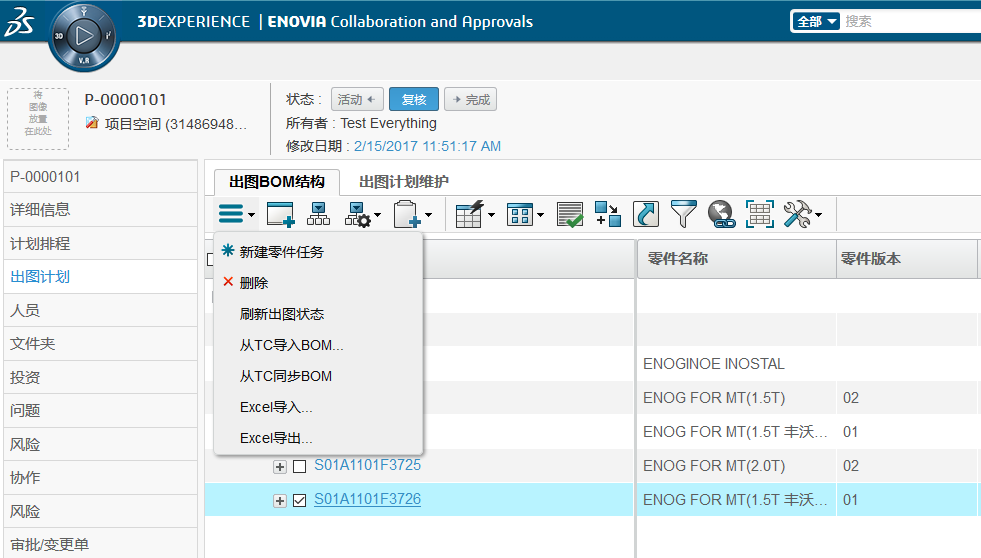 3DEXPERIENCE | ENOVIA Collaboration and Approvals
全部 搜索
3D
V.R
将
图像
放置
在此处
P-0000101
项目空间 (31486948...
状态 : 活动 复核 完成
所有者 : Test Everything
修改日期 : 2/15/2017 11:51:17 AM
P-0000101
详细信息
计划排程
出图计划
人员
文件夹
投资
问题
风险
协作
风险
审批/变更单
出图BOM结构 出图计划维护
新建零件任务
删除
刷新出图状态
从TC导入BOM...
从TC同步BOM
Excel导入...
Excel导出...
零件名称 零件版本
ENOGINOE INOSTAL
ENOG FOR MT(1.5T) 02
ENOG FOR MT(1.5T 丰沃... 01
S01A1101F3725 ENOG FOR MT(2.0T) 02
S01A1101F3726 ENOG FOR MT(1.5T 丰沃... 01